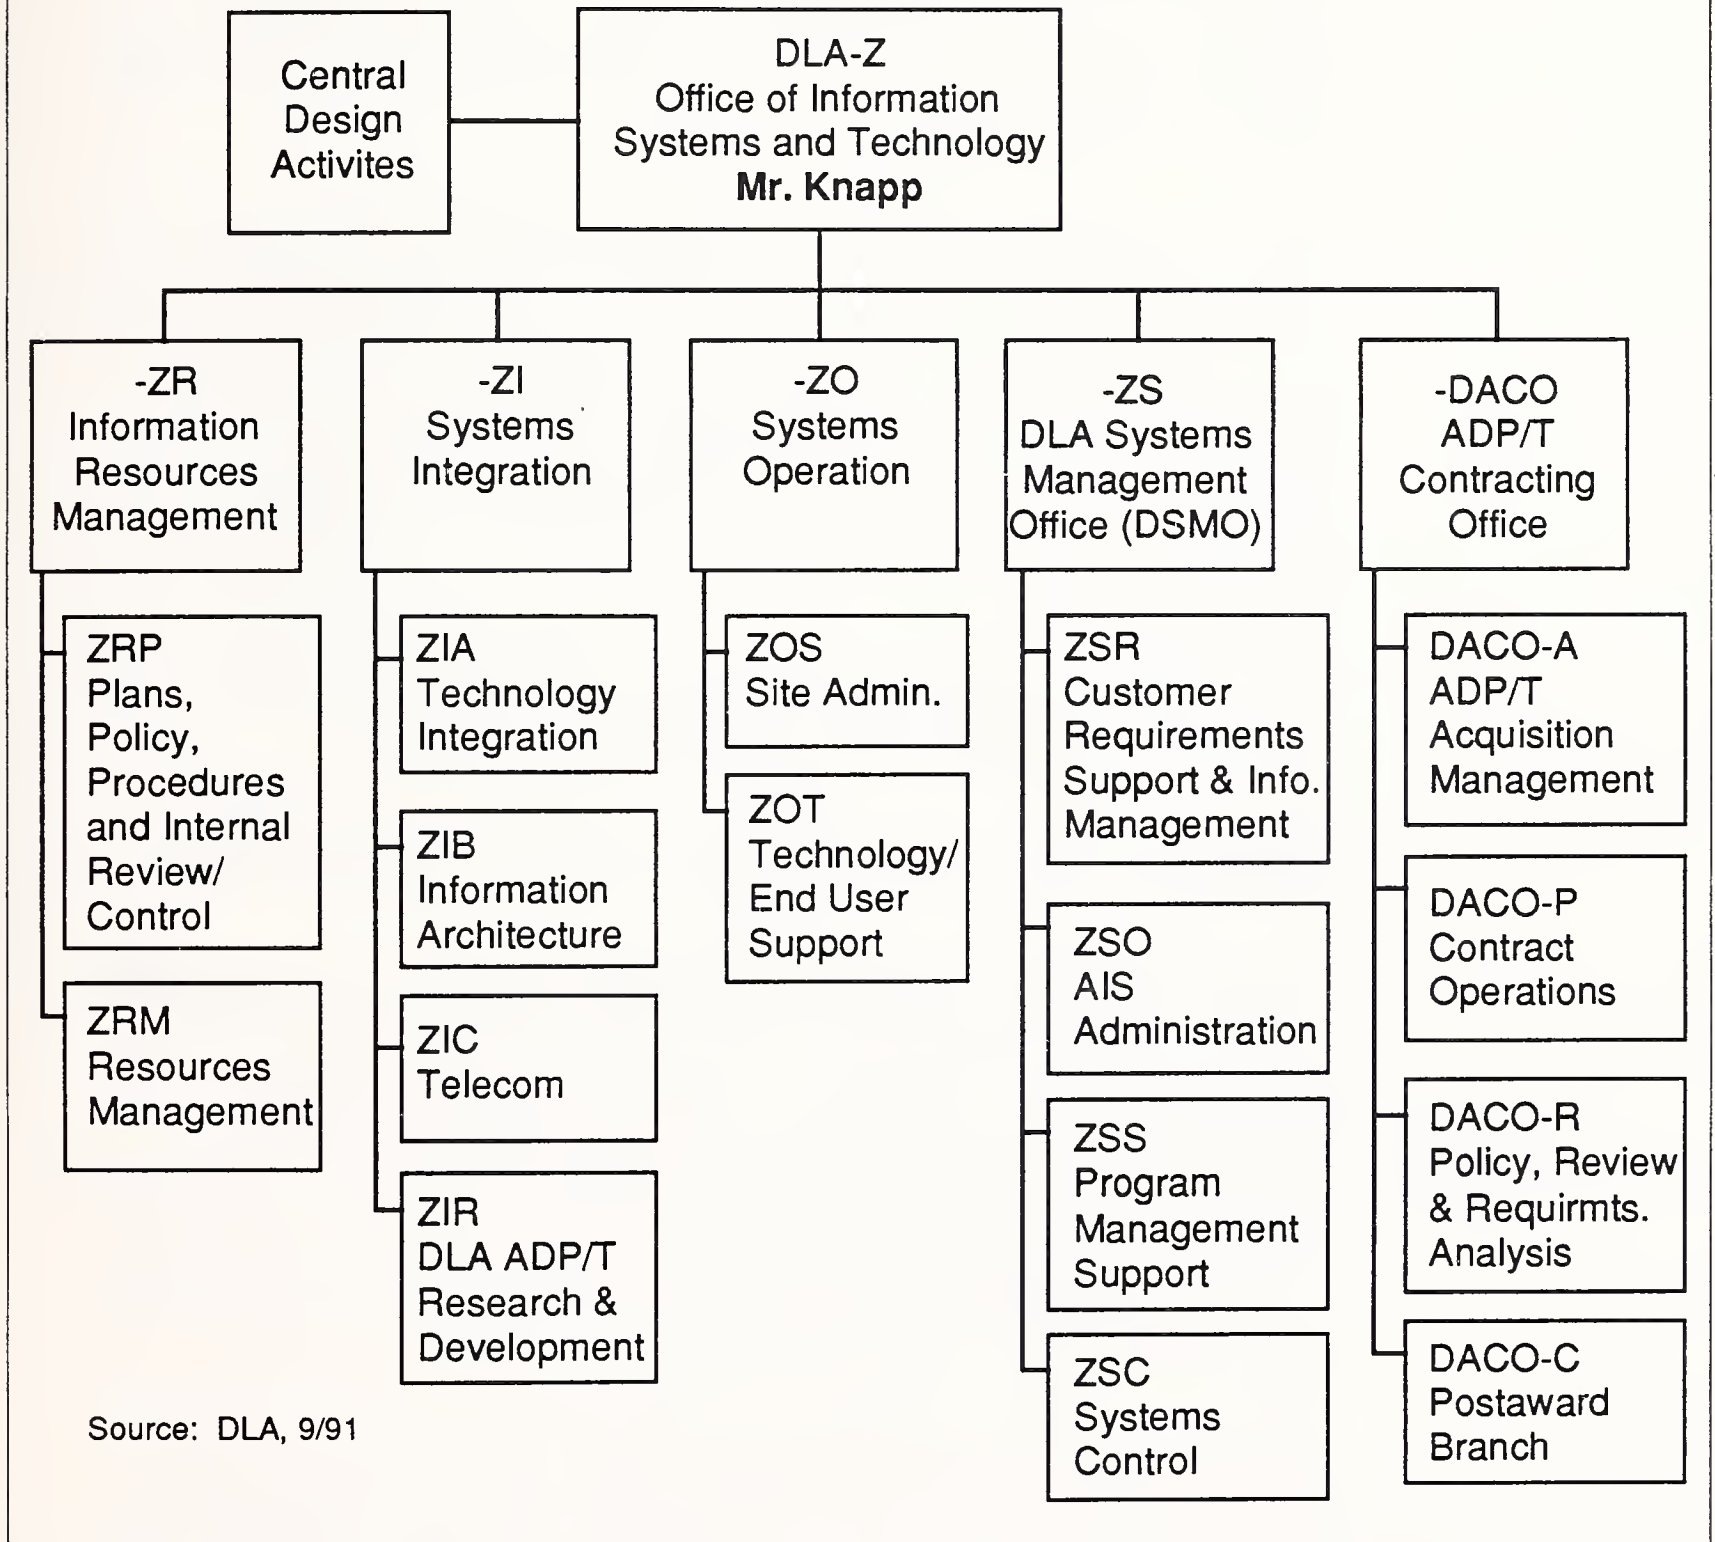 Central
Design
Activites
DLA-Z
Office of Information
Systems and Technology
Mr. Knapp
-ZR
Information
Resources
Management
-ZI
Systems
Integration
-ZO
Systems
Operation
-ZS
DLA Systems
Management
Office (DSMO)
-DACO
ADP/T
Contracting
Office
ZRP
Plans,
Policy,
Procedures
and Internal
Review/
Control
ZRM
Resources
Management
ZIA
Technology
Integration
ZIB
Information
Architecture
ZIC
Telecom
ZIR
DLA ADP/T
Research &
Development
ZOS
Site Admin.
ZOT
Technology/
End User
Support
ZSR
Customer
Requirements
Support & Info.
Management
ZSO
AIS
Administration
ZSS
Program
Management
Support
ZSC
Systems
Control
DACO-A
ADP/T
Acquisition
Management
DACO-P
Contract
Operations
DACO-R
Policy, Review
& Requirmts.
Analysis
DACO-C
Postaward
Branch
Source: DLA, 9/91